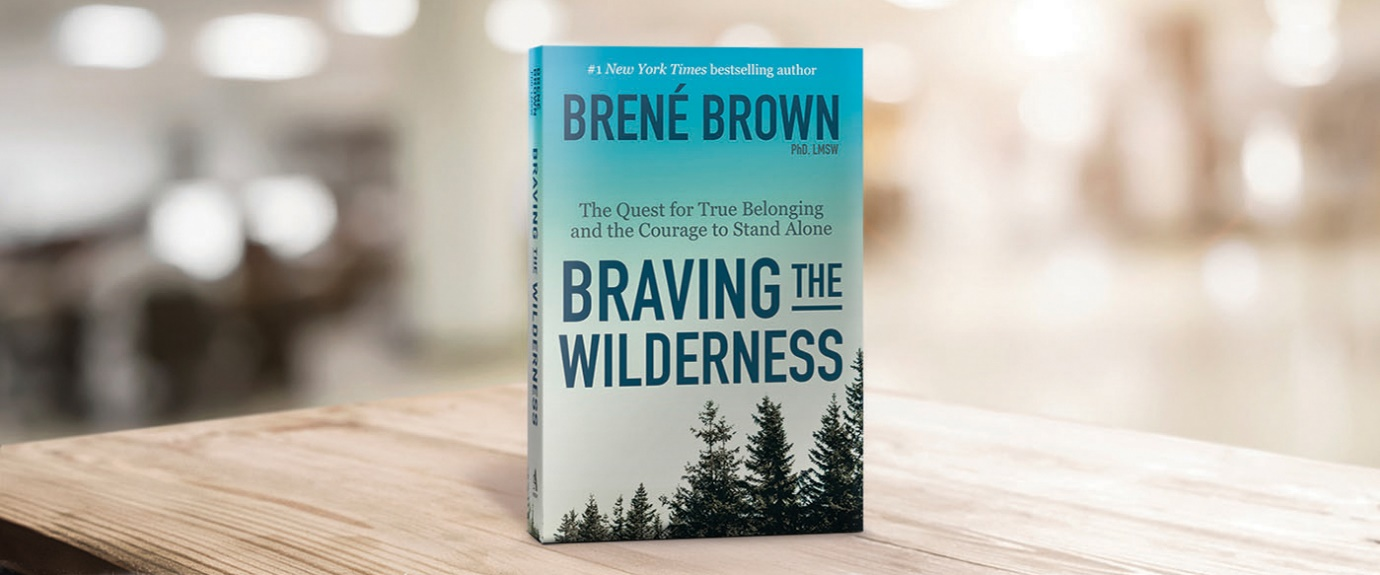 #1 New York Times bestselling author
BRENÉ BROWN
PhD, LMSW
The Quest for True Belonging
and the Courage to Stand Alone
BRAVING THE
WILDERNESS
BRAVING THE WILDERNESS